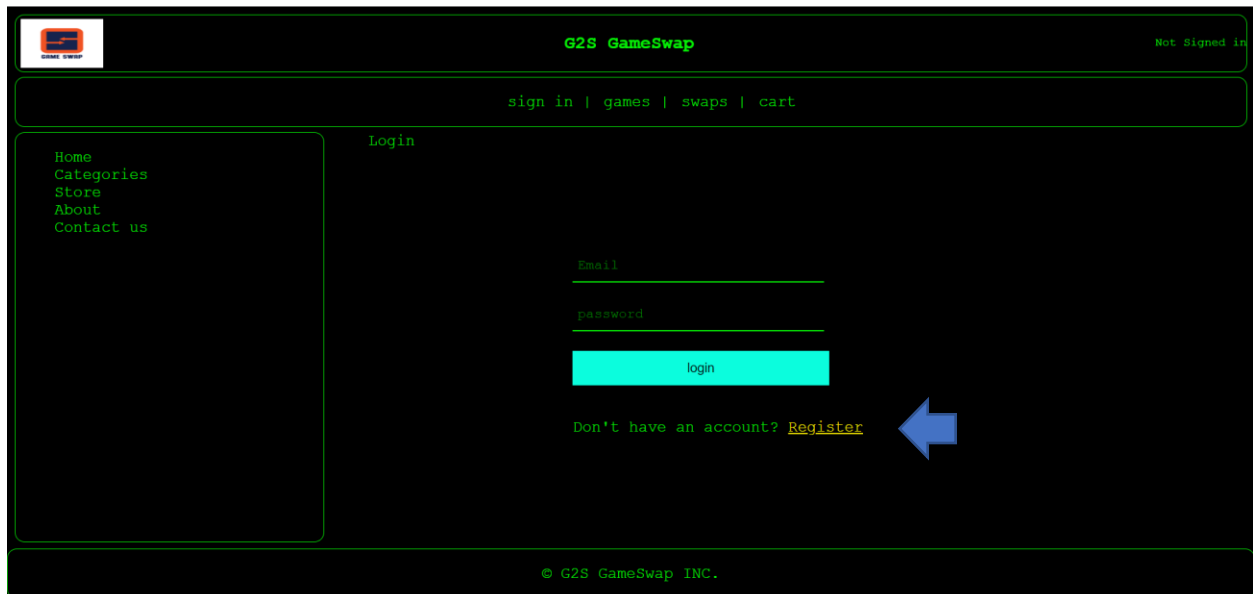 GAME SWAP
G2S GameSwap
Not Signed in
sign in | games | swaps | cart
Home
Categories
Store
About
Contact us
Login
Email
password
login
Don't have an account? Register
© G2S GameSwap INC.